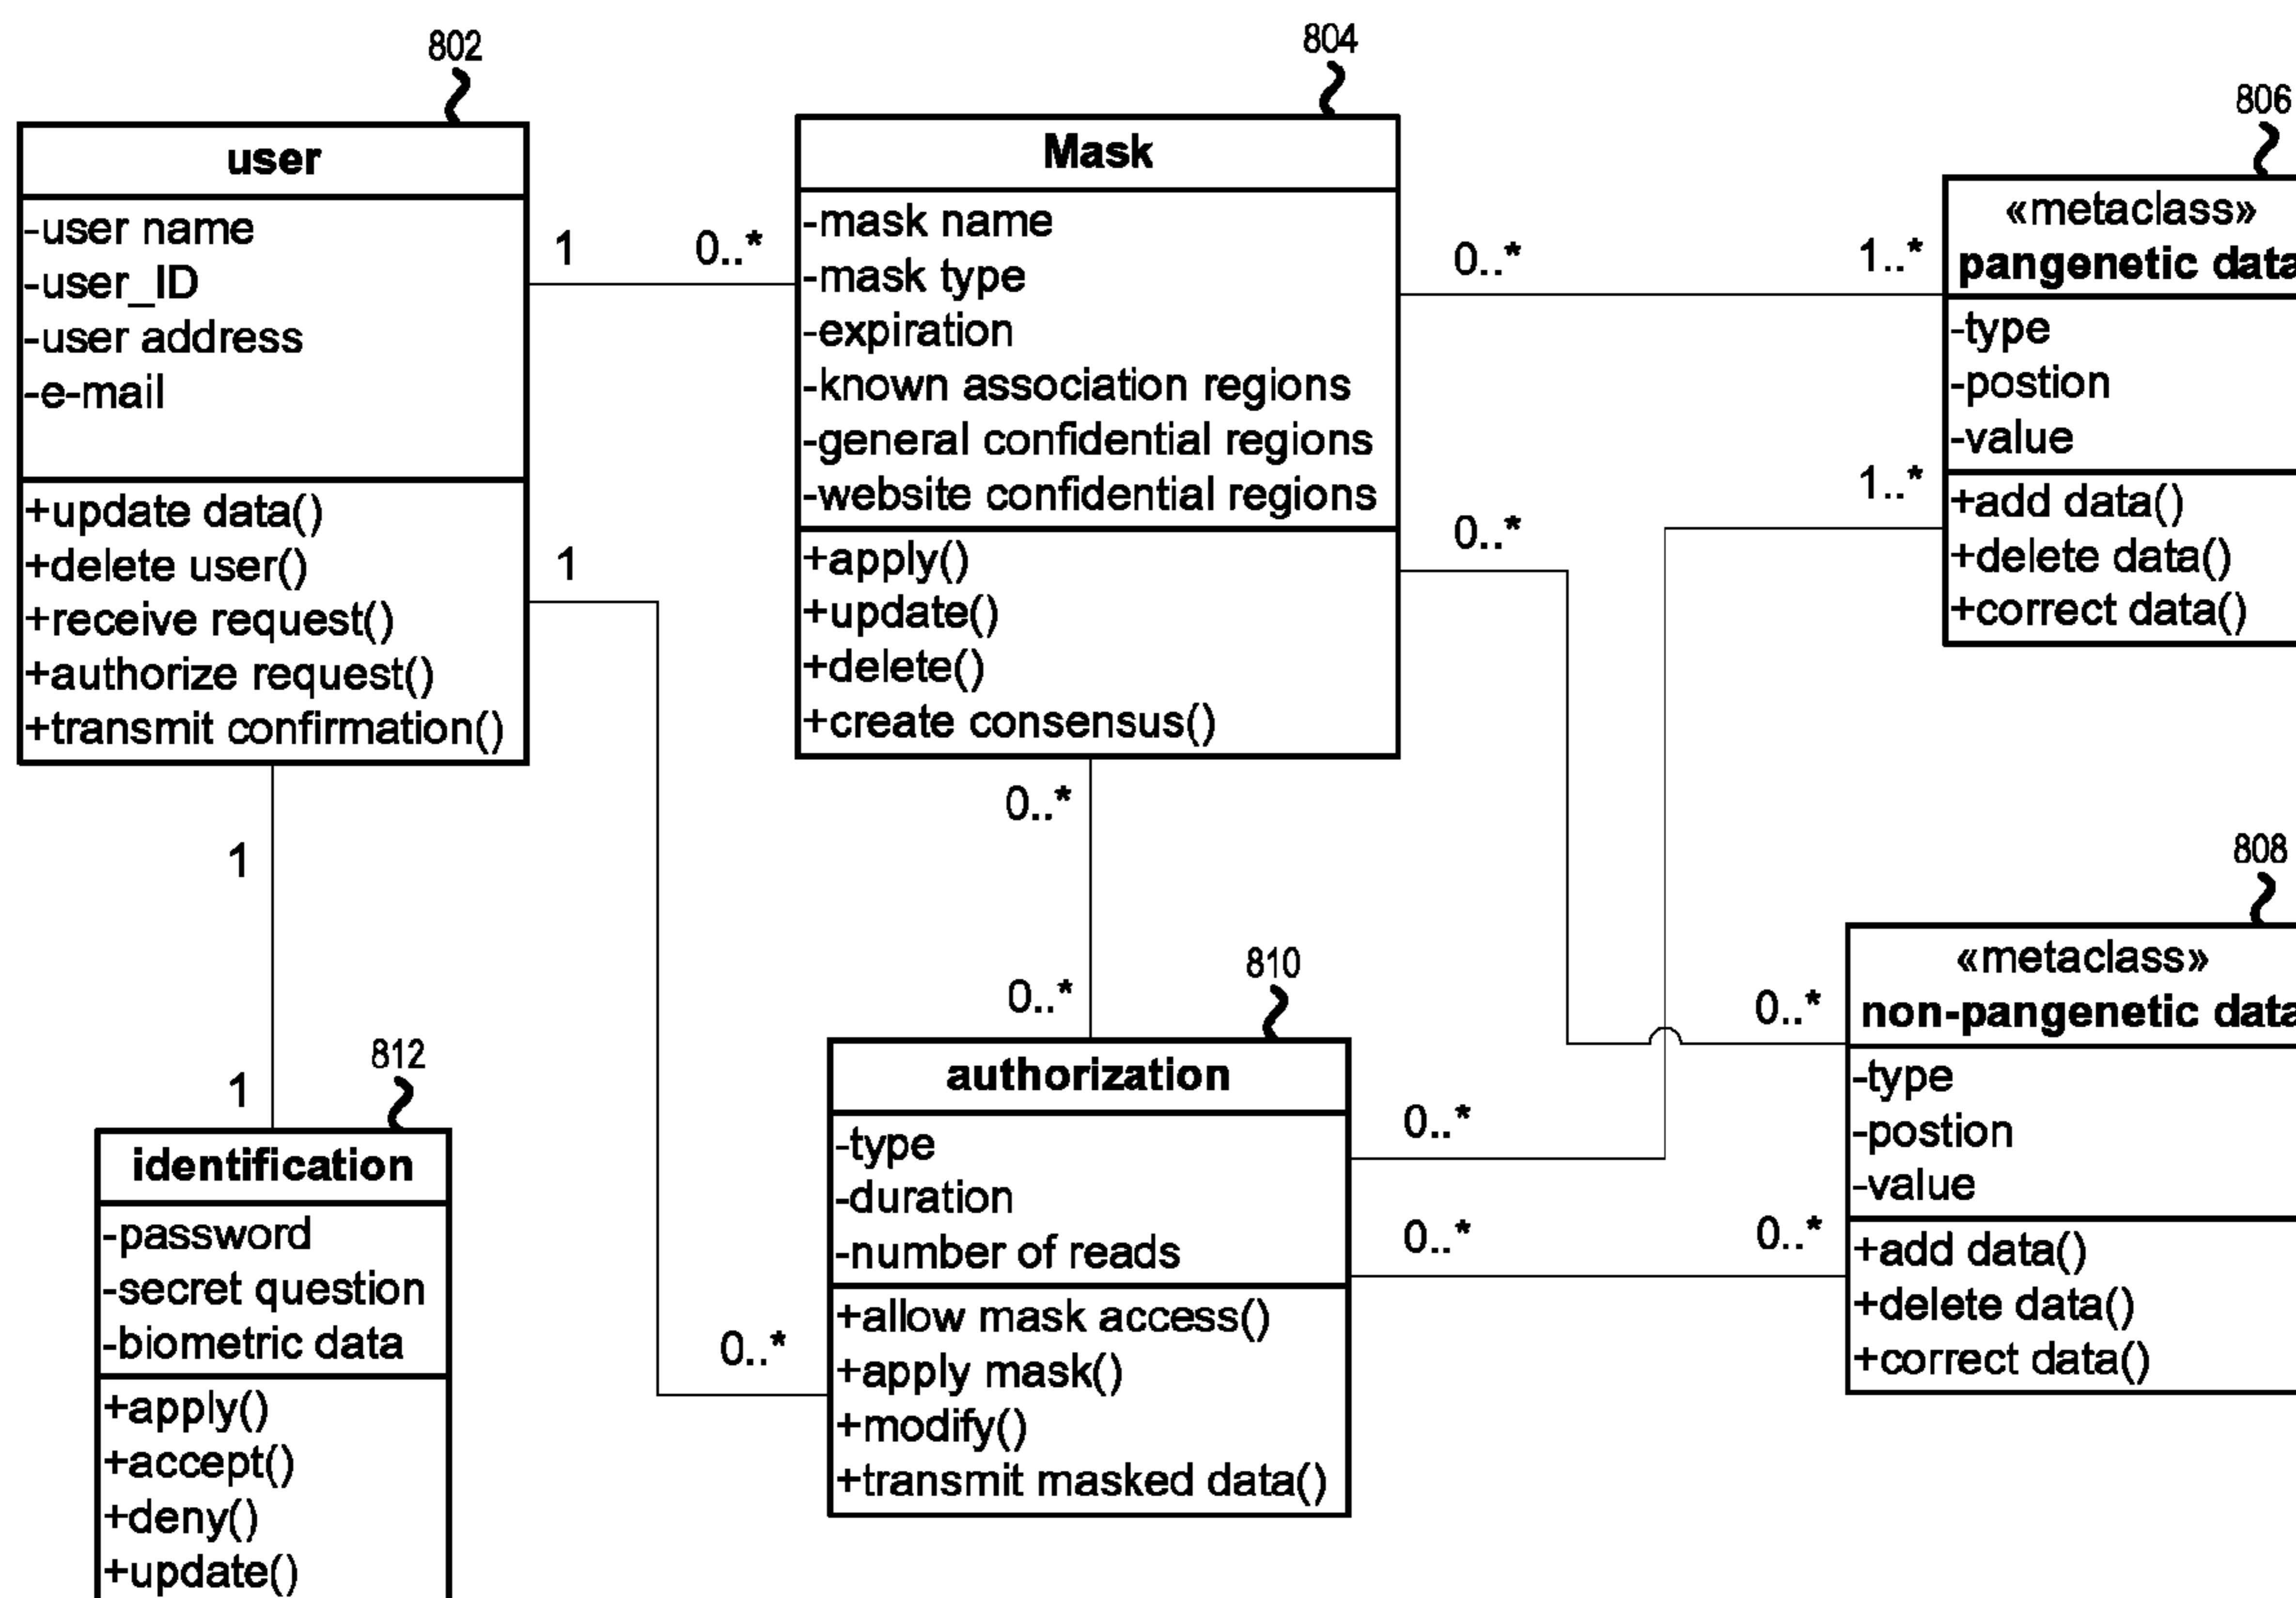 802
user
-user name
-user_ID
-user address
-e-mail
+update data()
+delete user()
+receive request()
+authorize request()
+transmit confirmation()
1
0..*
1
1
1
804
Mask
-mask name
-mask type
-expiration
-known association regions
-general confidential regions
-website confidential regions
+apply()
+update()
+delete()
+create consensus()
0..*
1..*
0..*
1..*
0..*
0..*
806
«metaclass»
pangenetic data
-type
-postion
-value
+add data()
+delete data()
+correct data()
812
identification
-password
-secret question
-biometric data
+apply()
+accept()
+deny()
+update()
810
authorization
-type
-duration
-number of reads
+allow mask access()
+apply mask()
+modify()
+transmit masked data()
0..*
0..*
0..*
0..*
0..*
808
«metaclass»
non-pangenetic data
-type
-postion
-value
+add data()
+delete data()
+correct data()